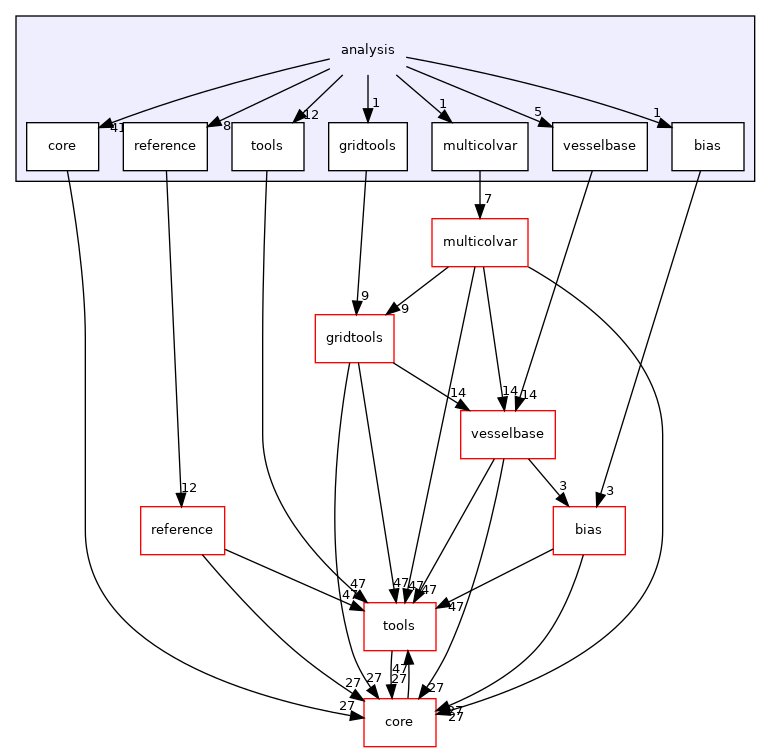 analysis
1
1
5
1
41
8
12
core
reference
tools
gridtools
multicolvar
vesselbase
bias
7
multicolvar
9
9
gridtools
14
14
14
vesselbase
12
3
3
reference
bias
47
47
47
47
47
47
tools
47
27
27
27
27
27
27
27
core